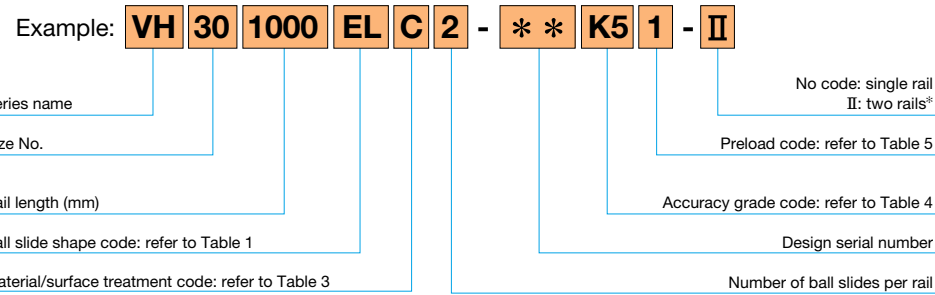 Example: VH 30 1000 EL C 2 - ** K5 1 - Ⅱ
No code: single rail
eries name
Ⅱ: two rails*
ze No.
Preload code: refer to Table 5
ail length (mm)
Accuracy grade code: refer to Table 4
all slide shape code: refer to Table 1
Design serial number
aterial/surface treatment code: refer to Table 3
Number of ball slides per rail